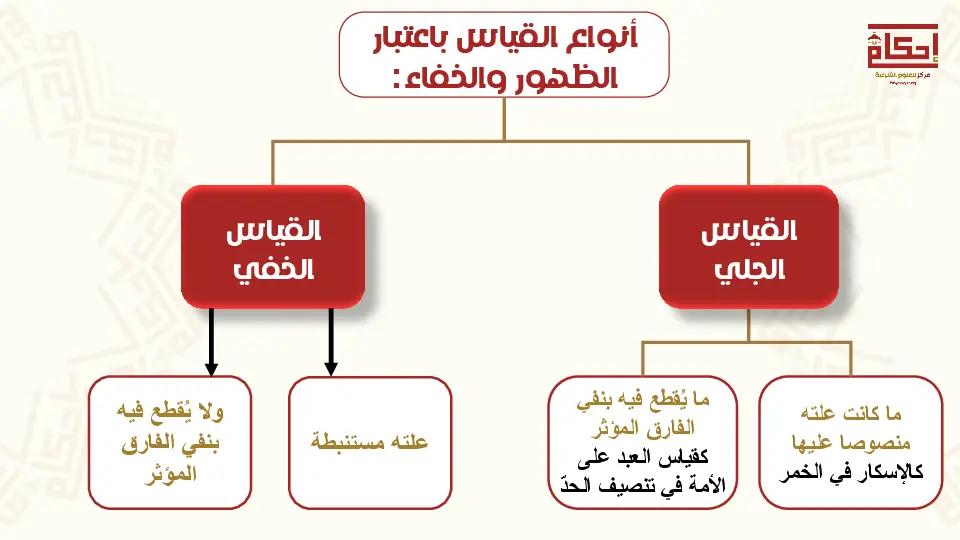 أنواع القياس باعتبار
الظهور والخفاء:
إحكام
مركز للعلوم الشرعية
القياس
الجلي
القياس
الخفي
ما كانت علته
منصوصا عليها
كالإسكار في الخمر
ما يُقطع فيه بنفي
الفارق المؤثر
كقياس العبد على
الأمة في تنصيف الحدّ
علته مستنبطة
ولا يُقطع فيه
بنفي الفارق
المؤثر